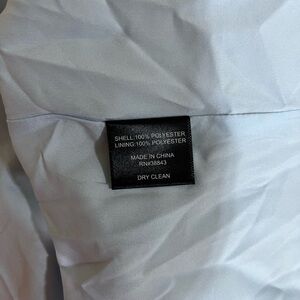 SHELL:100% POLYESTER
LINING:100% POLYESTER
MADE IN CHINA
RN#38843
DRY CLEAN